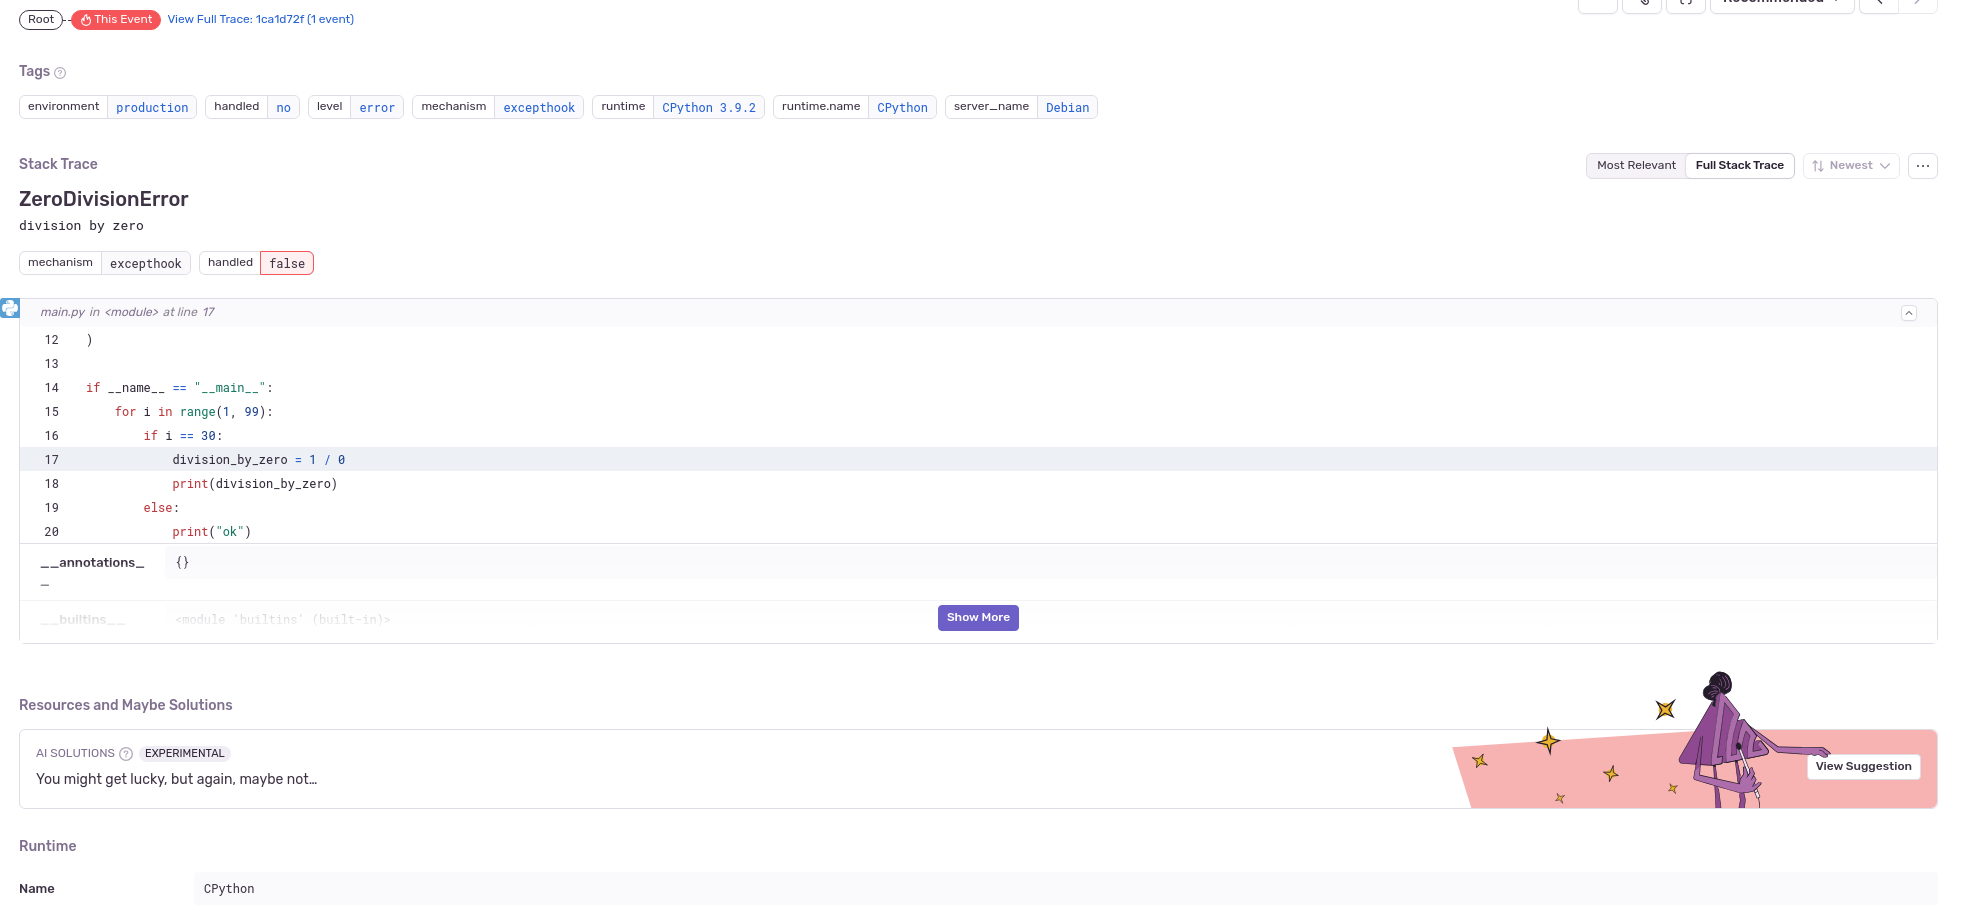 Root This Event View Full Trace: 1ca1d72f (1 event)
Recommended
Tags
environment production handled no level error mechanism excepthook runtime CPython 3.9.2 runtime.name CPython server_name Debian
Stack Trace
Most Relevant Full Stack Trace Newest
ZeroDivisionError
division by zero
mechanism excepthook handled false
main.py in <module> at line 17
12 )
13
14 if __name__ == "__main__":
15 for i in range(1, 99):
16 if i == 30:
17 division_by_zero = 1 / 0
18 print(division_by_zero)
19 else:
20 print("ok")
__annotations_ {}
_
__builtins__ <module 'builtins' (built-in)>
Show More
Resources and Maybe Solutions
AI SOLUTIONS EXPERIMENTAL
You might get lucky, but again, maybe not...
View Suggestion
Runtime
Name CPython